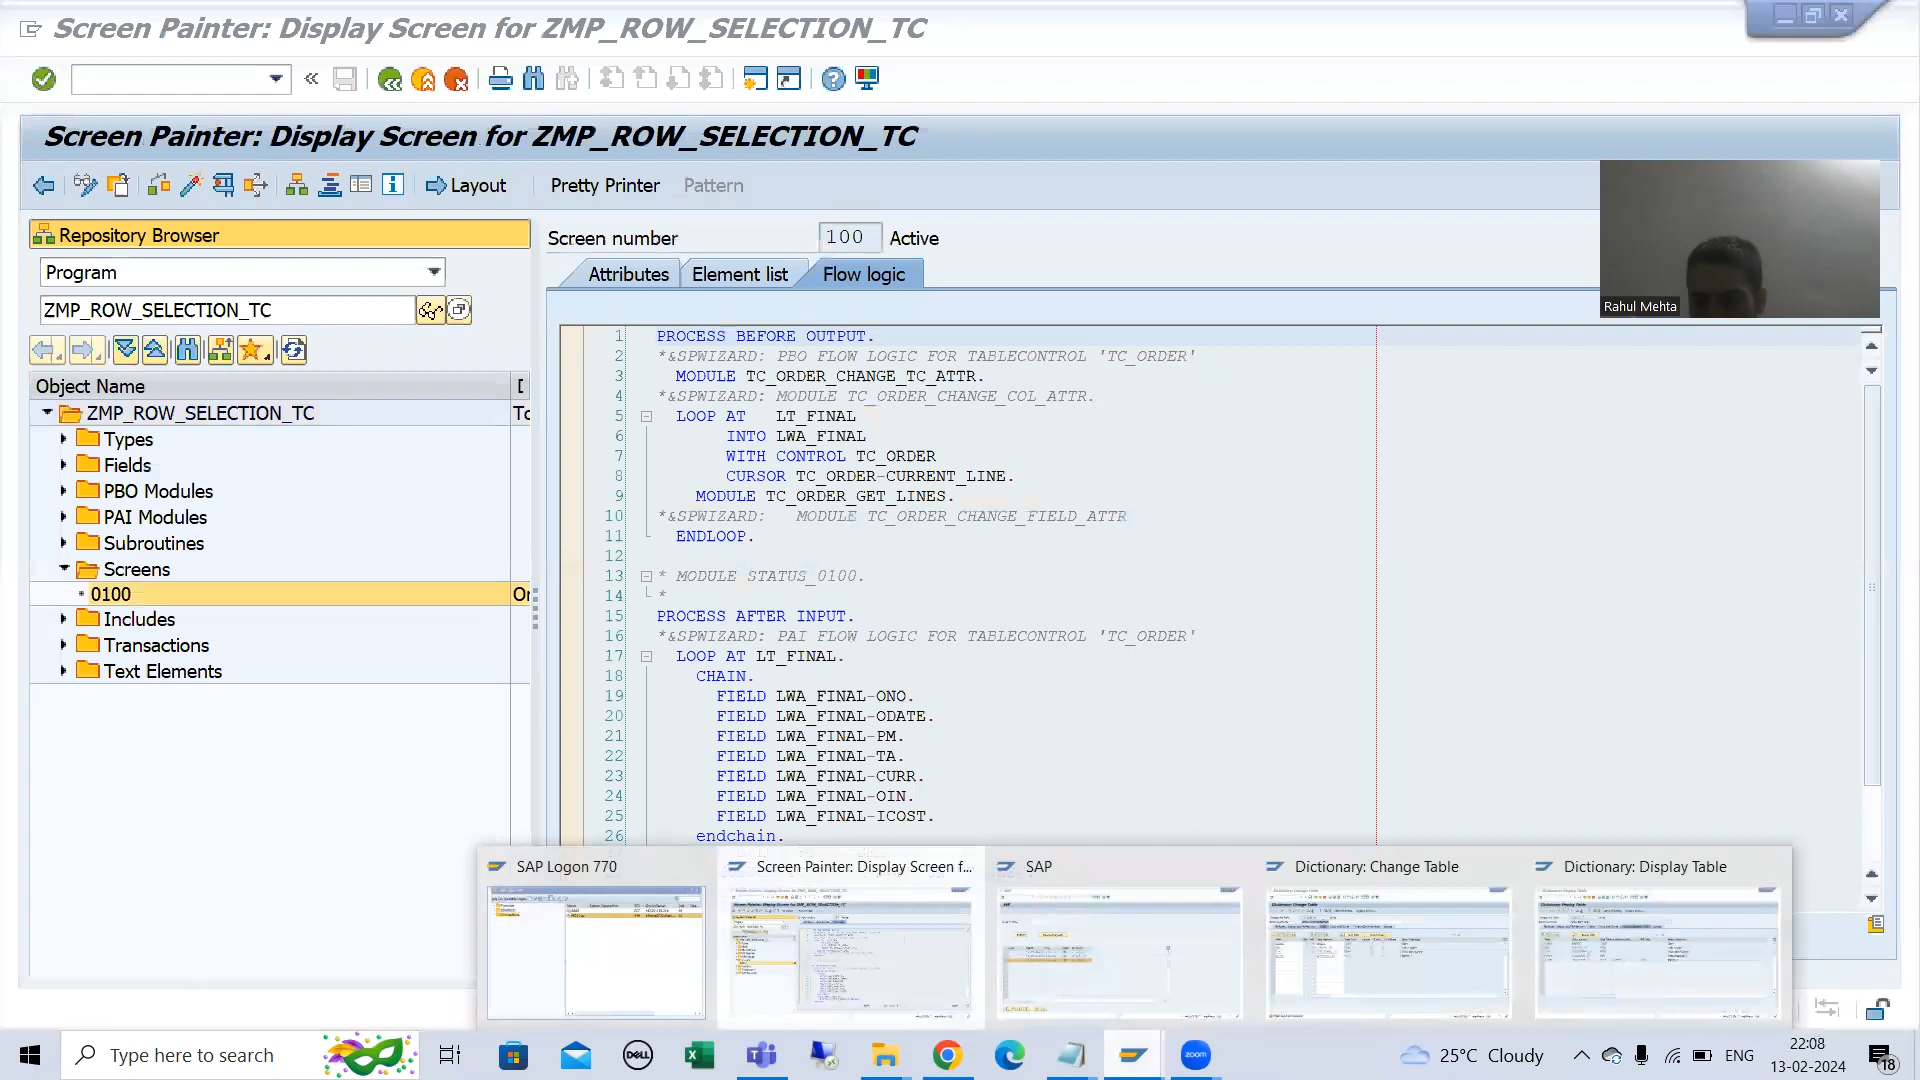 Screen Painter: Display Screen for ZMP_ROW_SELECTION_TC
Screen Painter: Display Screen for ZMP_ROW_SELECTION_TC
Layout Pretty Printer Pattern
Repository Browser
Program
ZMP_ROW_SELECTION_TC
Object Name
ZMP_ROW_SELECTION_TC To
Types
Fields
PBO Modules
PAI Modules
Subroutines
Screens
0100 Or
Includes
Transactions
Text Elements
Screen number 100 Active
Attributes Element list Flow logic
Rahul Mehta
1 PROCESS BEFORE OUTPUT.
2 *&SPWIZARD: PBO FLOW LOGIC FOR TABLECONTROL 'TC_ORDER'
3 MODULE TC_ORDER_CHANGE_TC_ATTR.
4 *&SPWIZARD: MODULE TC_ORDER_CHANGE_COL_ATTR.
5 LOOP AT LT_FINAL
6 INTO LWA_FINAL
7 WITH CONTROL TC_ORDER
8 CURSOR TC_ORDER-CURRENT_LINE.
9 MODULE TC_ORDER_GET_LINES.
10 *&SPWIZARD: MODULE TC_ORDER_CHANGE_FIELD_ATTR
11 ENDLOOP.
12
13 * MODULE STATUS_0100.
14 *
15 PROCESS AFTER INPUT.
16 *&SPWIZARD: PAI FLOW LOGIC FOR TABLECONTROL 'TC_ORDER'
17 LOOP AT LT_FINAL.
18 CHAIN.
19 FIELD LWA_FINAL-ONO.
20 FIELD LWA_FINAL-ODATE.
21 FIELD LWA_FINAL-PM.
22 FIELD LWA_FINAL-TA.
23 FIELD LWA_FINAL-CURR.
24 FIELD LWA_FINAL-OIN.
25 FIELD LWA_FINAL-ICOST.
26 endchain.
SAP Logon 770
Screen Painter: Display Screen f...
SAP
Dictionary: Change Table
Dictionary: Display Table
Type here to search
DELL
zoom
25°C Cloudy
ENG
22:08
13-02-2024
18